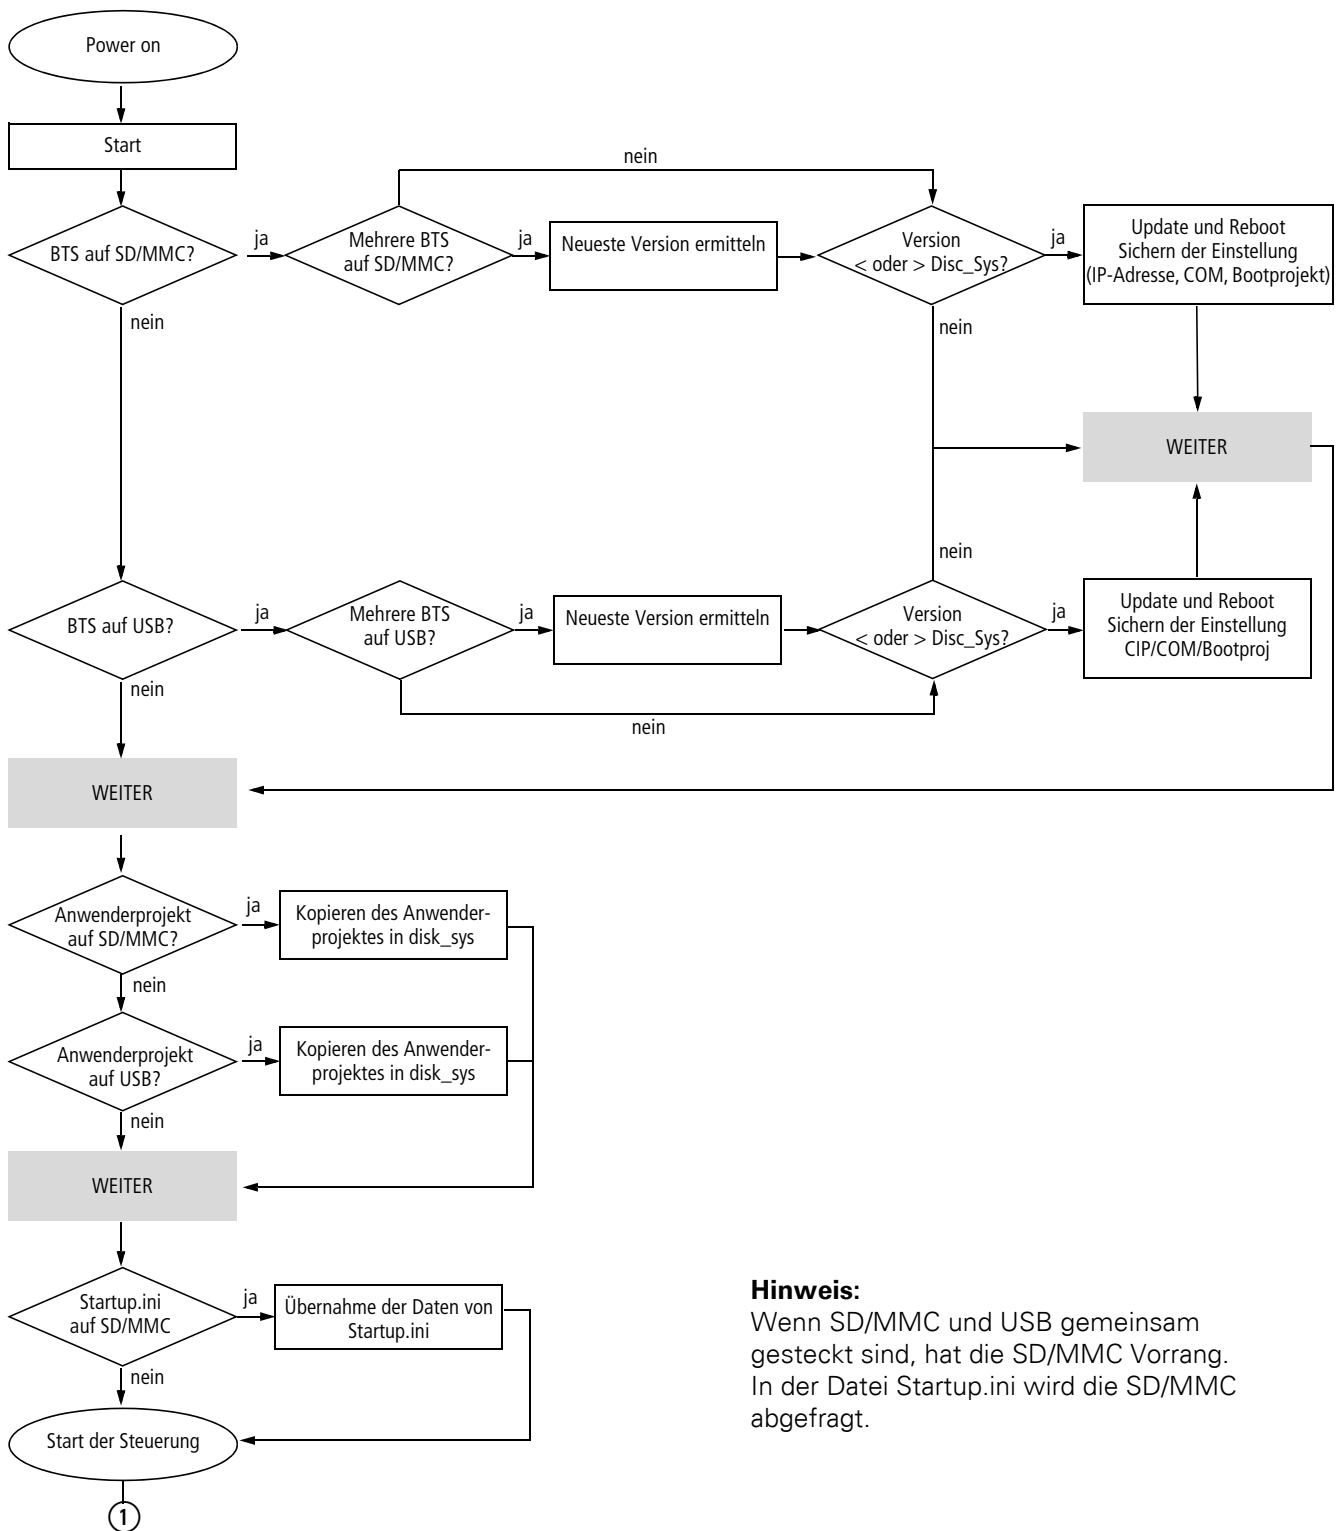 Power on
Start
nein
BTS auf SD/MMC?
ja
Mehrere BTS
auf SD/MMC?
ja
Neueste Version ermitteln
Version
< oder > Disc_Sys?
ja
Update und Reboot
Sichern der Einstellung
(IP-Adresse, COM, Bootprojekt)
nein
nein
WEITER
nein
BTS auf USB?
ja
Mehrere BTS
auf USB?
ja
Neueste Version ermitteln
Version
< oder > Disc_Sys?
ja
Update und Reboot
Sichern der Einstellung
CIP/COM/Bootproj
nein
nein
WEITER
Anwenderprojekt
auf SD/MMC?
ja
Kopieren des Anwender-
projektes in disk_sys
nein
Anwenderprojekt
auf USB?
ja
Kopieren des Anwender-
projektes in disk_sys
nein
WEITER
Startup.ini
auf SD/MMC
ja
Übernahme der Daten von
Startup.ini
nein
Start der Steuerung
1
Hinweis:
Wenn SD/MMC und USB gemeinsam
gesteckt sind, hat die SD/MMC Vorrang.
In der Datei Startup.ini wird die SD/MMC
abgefragt.